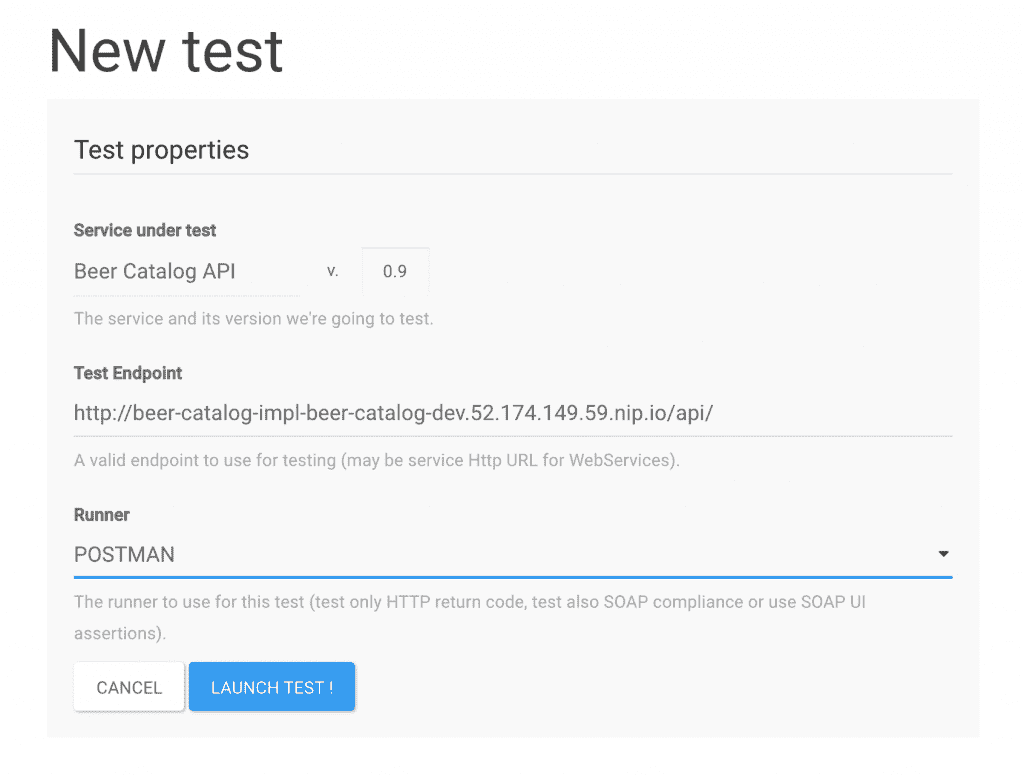 New test
Test properties
Service under test
Beer Catalog API v. 0.9
The service and its version we're going to test.
Test Endpoint
http://beer-catalog-impl-beer-catalog-dev.52.174.149.59.nip.io/api/
A valid endpoint to use for testing (may be service Http URL for WebServices).
Runner
POSTMAN
The runner to use for this test (test only HTTP return code, test also SOAP compliance or use SOAP UI
assertions).
CANCEL LAUNCH TEST !